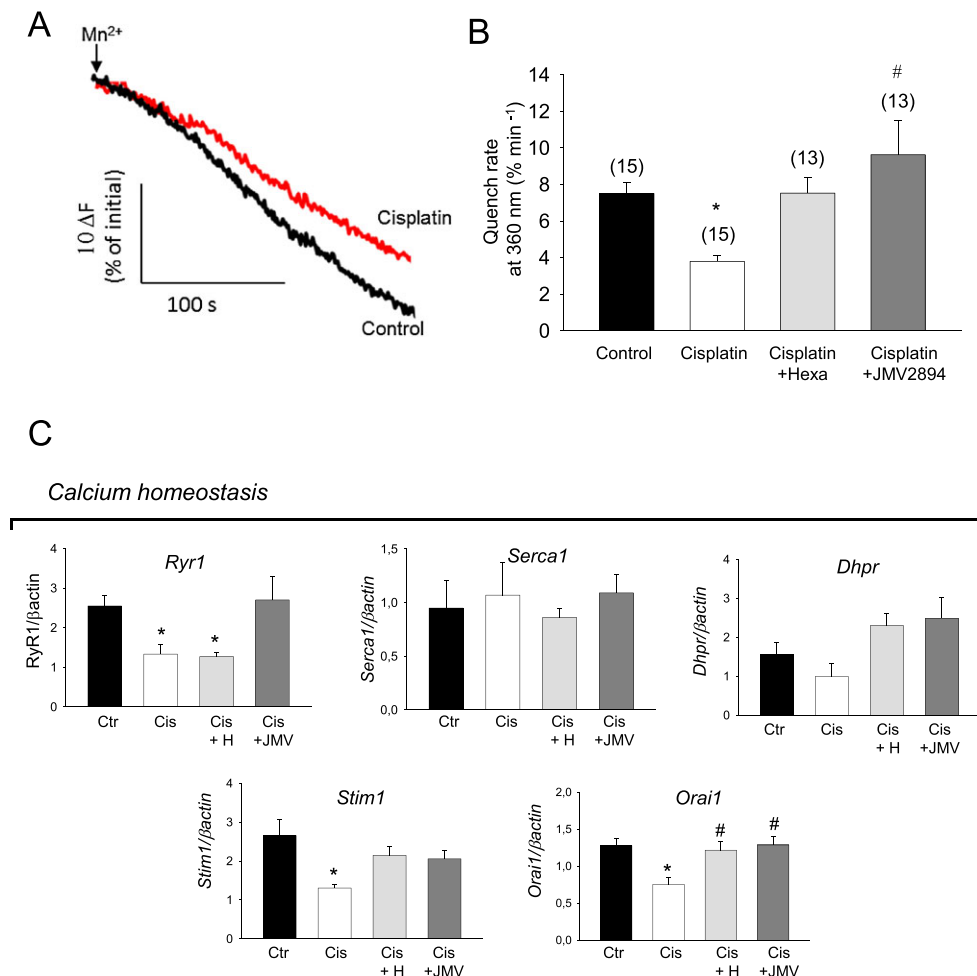 A
Mn2+
10 ΔF
(% of initial)
100 s
Cisplatin
Control
B
Quench rate
at 360 nm (% min -1)
14
12
10
8
6
4
2
0
(15)
*
(15)
(13)
#
(13)
Control
Cisplatin
Cisplatin
+Hexa
Cisplatin
+JMV2894
C
Calcium homeostasis
Ryr1
RyR1/βactin
4
3
2
1
0
*
*
Ctr
Cis
Cis
+ H
Cis
+JMV
Serca1
Serca1/βactin
1,5
1,0
0,5
0,0
Ctr
Cis
Cis
+ H
Cis
+JMV
Dhpr
Dhpr/βactin
4
3
2
1
0
Ctr
Cis
Cis
+ H
Cis
+JMV
Stim1
Stim1/βactin
4
3
2
1
0
*
Ctr
Cis
Cis
+ H
Cis
+JMV
Orai1
Orai1/βactin
2,0
1,5
1,0
0,5
0,0
*
#
#
Ctr
Cis
Cis
+ H
Cis
+JMV